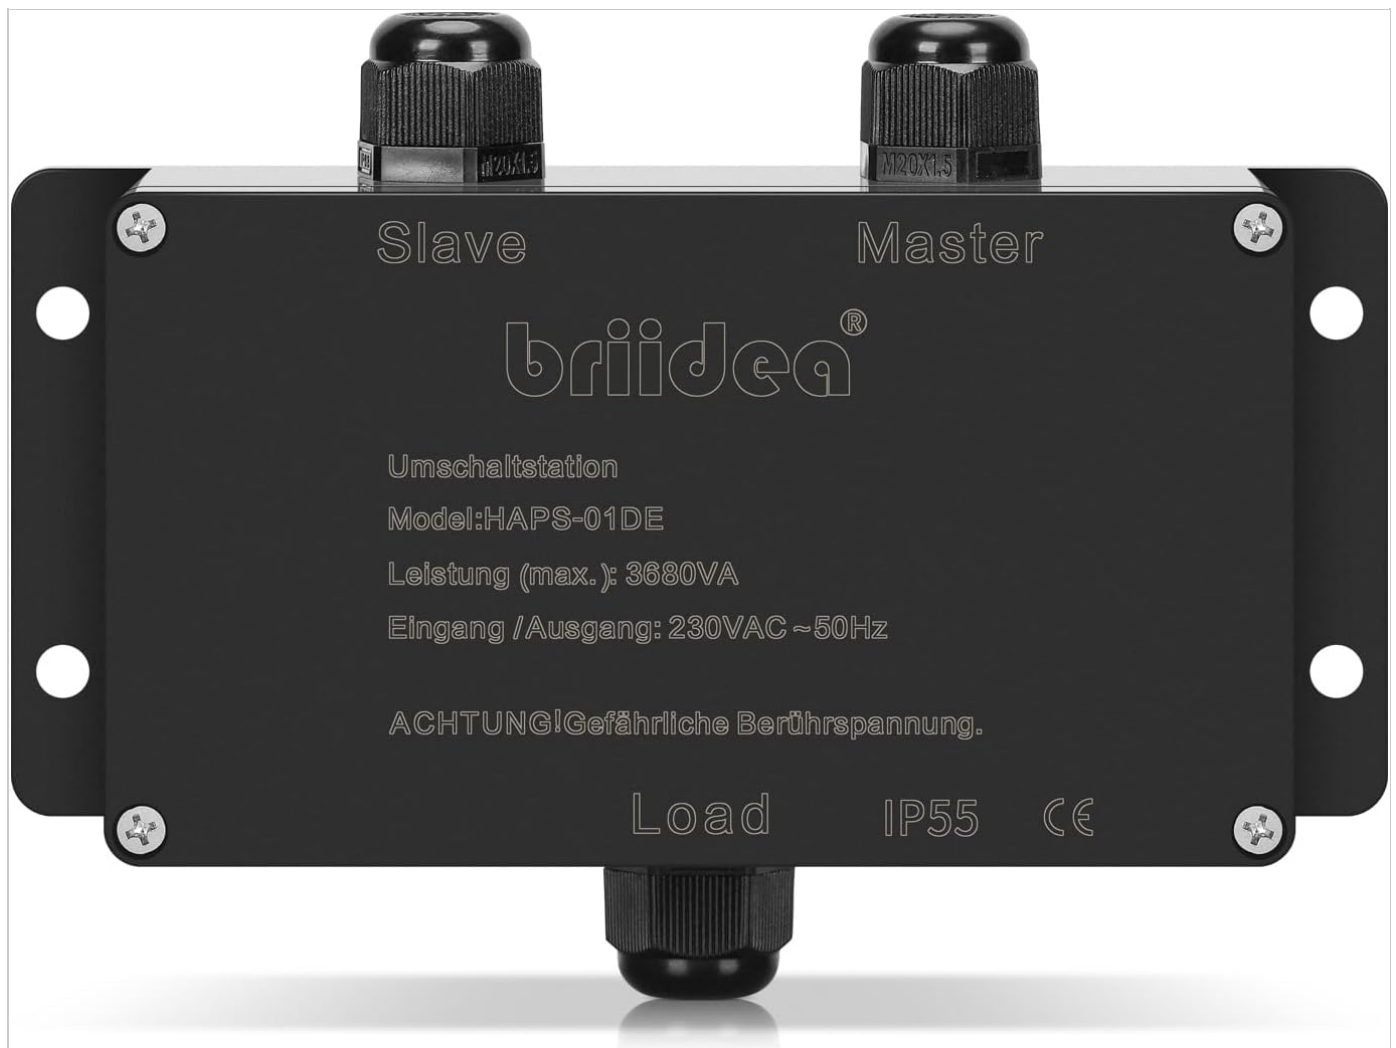 M20X1.5
M20X1.5
Slave
Master
briidea®
Umschaltstation
Model:HAPS-01DE
Leistung (max.): 3680VA
Eingang /Ausgang: 230VAC~50Hz
ACHTUNG!Gefährliche Berührspannung.
Load
IP55
CE